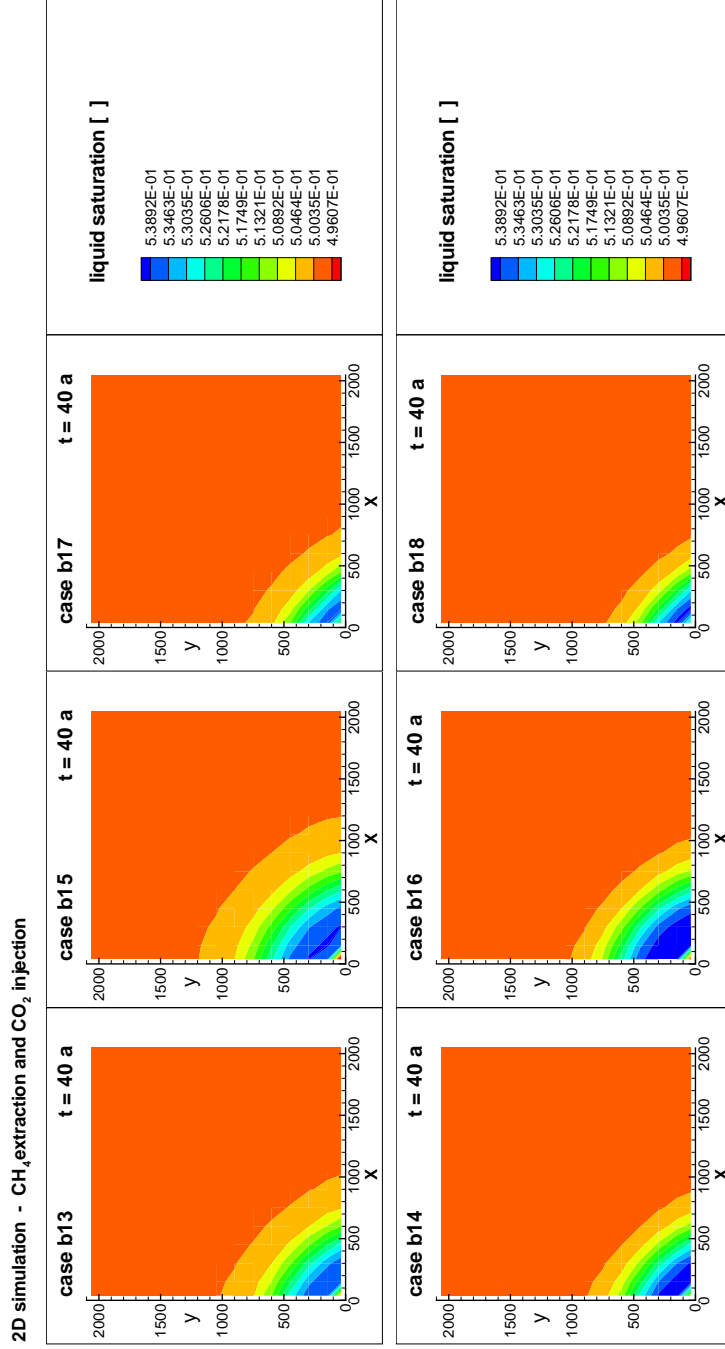 2D simulation - CH4 extraction and CO2 injection
case b13 t = 40 a
2000
1500
y
1000
500
0
0 500 1000 1500 2000
X
case b15 t = 40 a
2000
1500
y
1000
500
0
0 500 1000 1500 2000
X
case b17 t = 40 a
2000
1500
y
1000
500
0
0 500 1000 1500 2000
X
liquid saturation [ ]
5.3892E-01
5.3463E-01
5.3035E-01
5.2606E-01
5.2178E-01
5.1749E-01
5.1321E-01
5.0892E-01
5.0464E-01
5.0035E-01
4.9607E-01
case b14 t = 40 a
2000
1500
y
1000
500
0
0 500 1000 1500 2000
X
case b16 t = 40 a
2000
1500
y
1000
500
0
0 500 1000 1500 2000
X
case b18 t = 40 a
2000
1500
y
1000
500
0
0 500 1000 1500 2000
X
liquid saturation [ ]
5.3892E-01
5.3463E-01
5.3035E-01
5.2606E-01
5.2178E-01
5.1749E-01
5.1321E-01
5.0892E-01
5.0464E-01
5.0035E-01
4.9607E-01